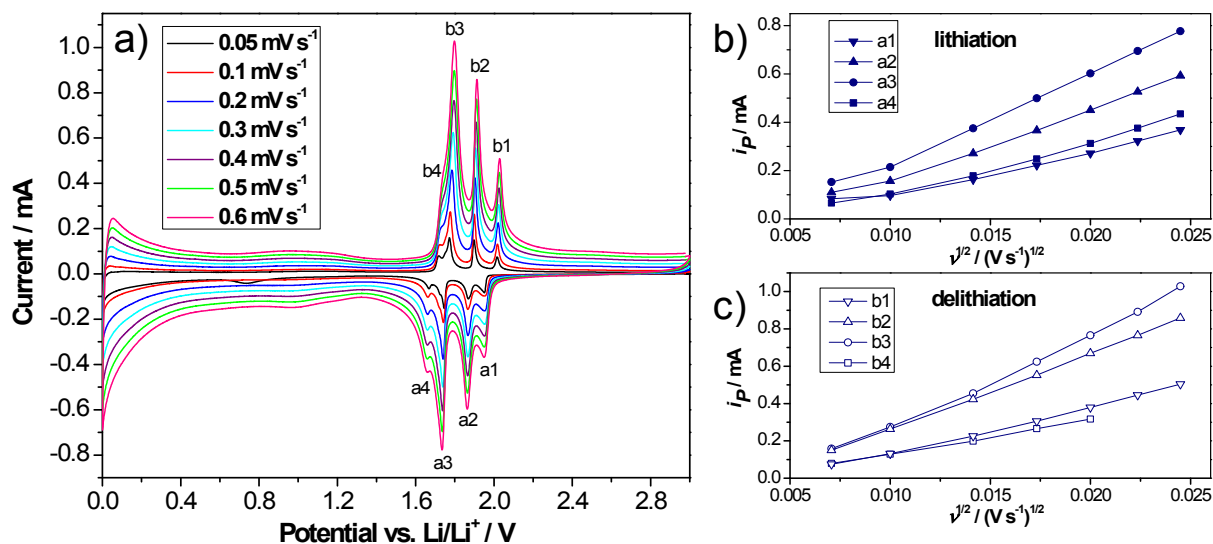 a)
0.05 mV s⁻¹
0.1 mV s⁻¹
0.2 mV s⁻¹
0.3 mV s⁻¹
0.4 mV s⁻¹
0.5 mV s⁻¹
0.6 mV s⁻¹
b3
b2
b1
b4
a4
a3
a2
a1
1.0
0.8
0.6
0.4
0.2
0.0
-0.2
-0.4
-0.6
-0.8
Current / mA
0.0 0.4 0.8 1.2 1.6 2.0 2.4 2.8
Potential vs. Li/Li⁺ / V
b)
lithiation
a1
a2
a3
a4
0.8
0.6
0.4
0.2
0.0
iP / mA
0.005 0.010 0.015 0.020 0.025
ν1/2 / (V s⁻¹)1/2
c)
delithiation
b1
b2
b3
b4
1.0
0.8
0.6
0.4
0.2
0.0
iP / mA
0.005 0.010 0.015 0.020 0.025
ν1/2 / (V s⁻¹)1/2